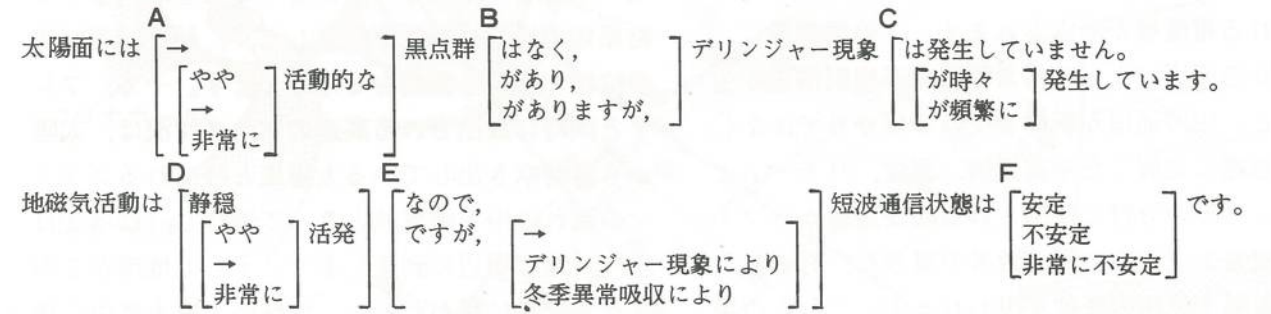 A B C
太陽面には → 黒点群 はなく, デリンジャー現象 は発生していません。
やや 活動的な があり, が時々 発生しています。
→ がありますが, が頻繁に
非常に
D E F
地磁気活動は 静穏 なので, 短波通信状態は 安定 です。
やや 活発 ですが, → 不安定
→ デリンジャー現象により 非常に不安定
非常に 冬季異常吸収により